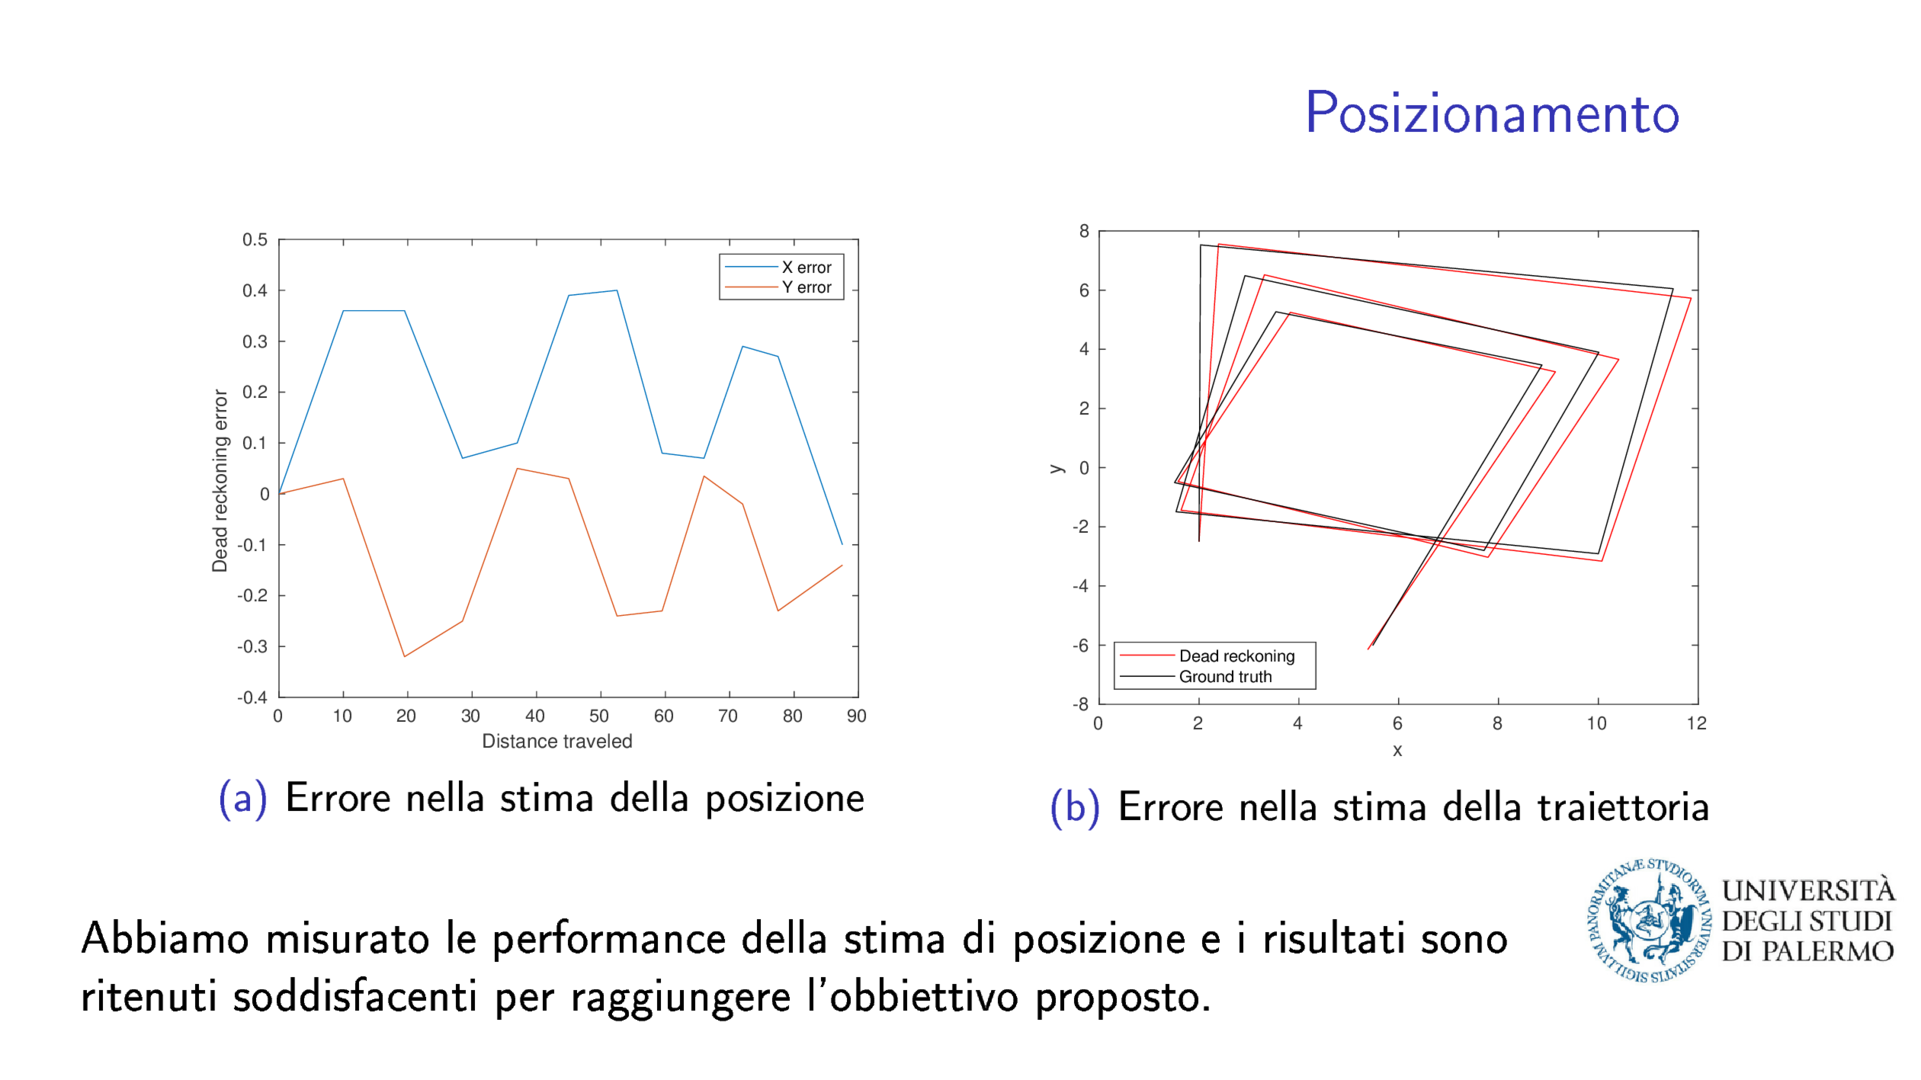 Posizionamento
0.5
0.4
0.3
0.2
0.1
0
-0.1
-0.2
-0.3
-0.4
Dead reckoning error
X error
Y error
0 10 20 30 40 50 60 70 80 90
Distance traveled
(a) Errore nella stima della posizione
8
6
4
2
0
-2
-4
-6
-8
y
Dead reckoning
Ground truth
0 2 4 6 8 10 12
x
(b) Errore nella stima della traiettoria
Abbiamo misurato le performance della stima di posizione e i risultati sono
ritenuti soddisfacenti per raggiungere l'obbiettivo proposto.
UNIVERSITÀ
DEGLI STUDI
DI PALERMO